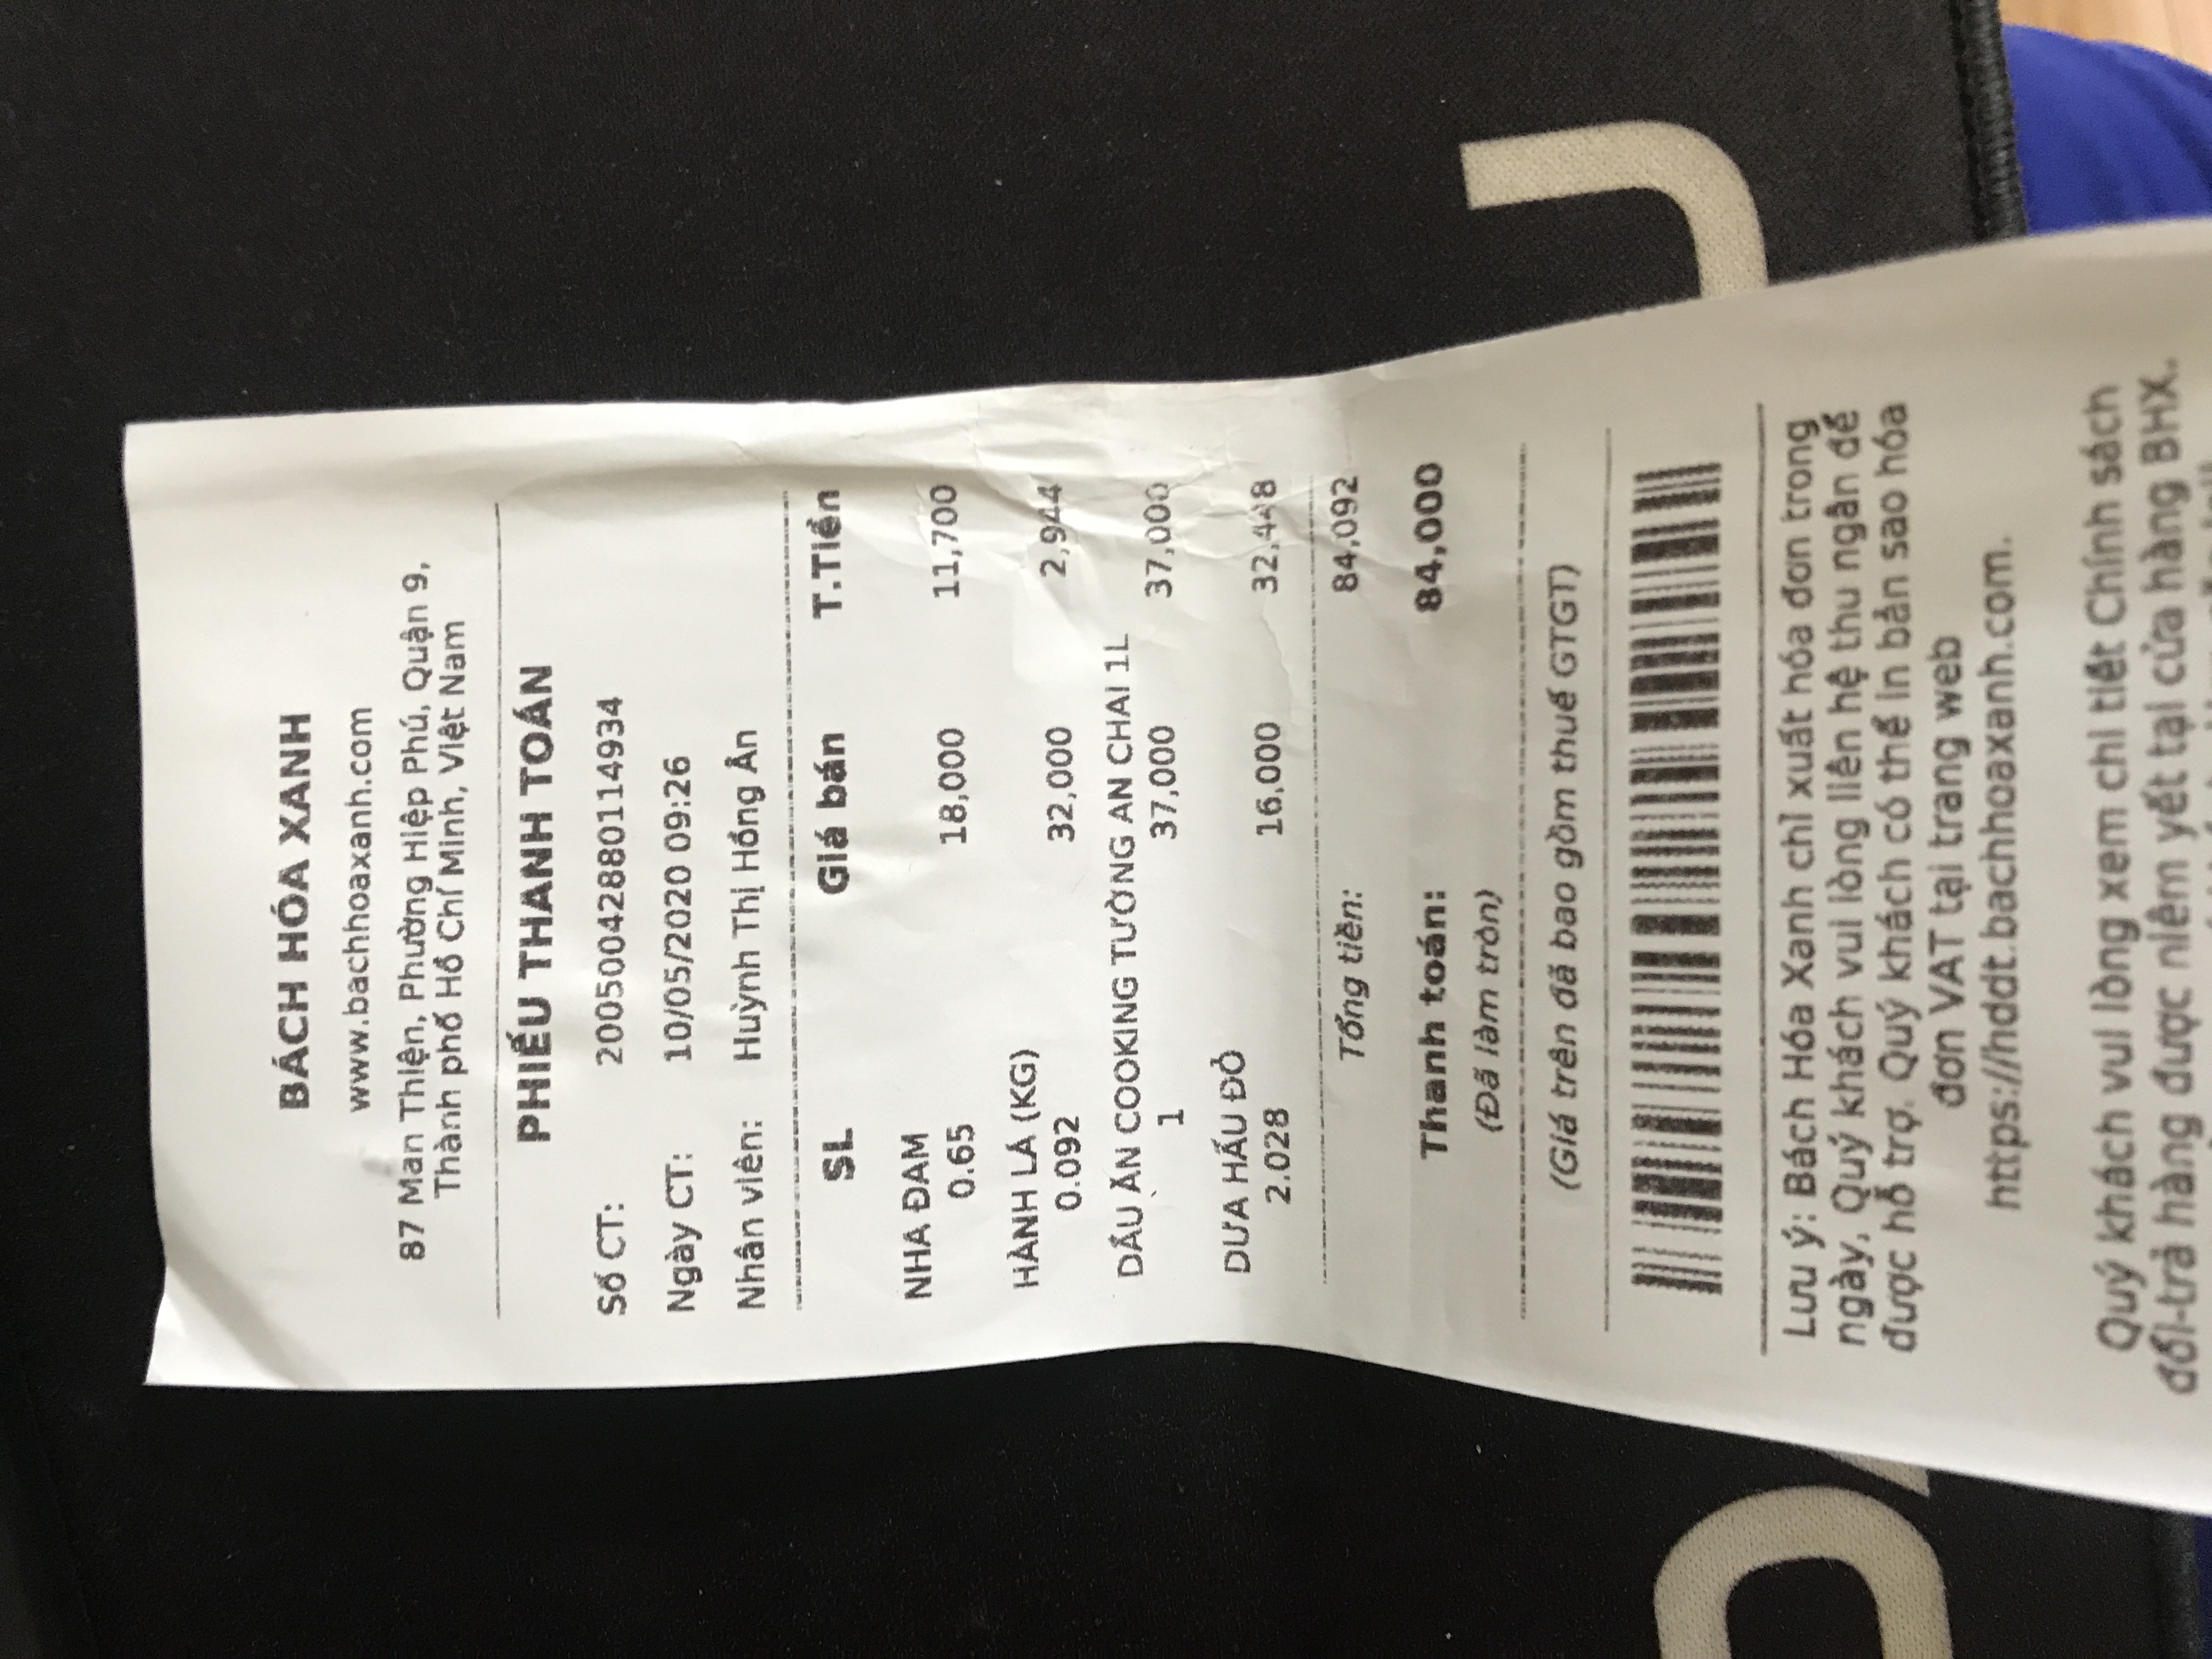 BÁCH HÓA XANH
www.bachhoaxanh.com
87 Man Thiện, Phường Hiệp Phú, Quận 9,
Thành phố Hồ Chí Minh, Việt Nam
PHIẾU THANH TOÁN
Số CT: 20050042880114934
Ngày CT: 10/05/2020 09:26
Nhân viên: Huỳnh Thị Hồng Ân
SL Giá bán T.Tiền
NHA ĐAM
0.65 18,000 11,700
HÀNH LÁ (KG)
0.092 32,000 2,944
DẦU ĂN COOKING TƯỜNG AN CHAI 1L
1 37,000 37,000
DƯA HẤU ĐỎ
2.028 16,000 32,448
Tổng tiền: 84,092
Thanh toán: 84,000
(Đã làm tròn)
(Giá trên đã bao gồm thuế GTGT)
Lưu ý: Bách Hóa Xanh chỉ xuất hóa đơn trong
ngày, Quý khách vui lòng liên hệ thu ngân để
được hỗ trợ. Quý khách có thể in bản sao hóa
đơn VAT tại trang web
https://hddt.bachhoaxanh.com.
Quý khách vui lòng xem chi tiết Chính sách
đổi-trả hàng được niêm yết tại cửa hàng BHX.